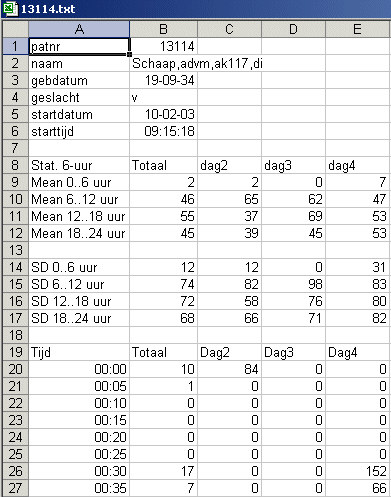 13114.txt
A B C D E
1 patnr 13114
2 naam Schaap,advm,ak117,di
3 gebdatum 19-09-34
4 geslacht v
5 startdatum 10-02-03
6 starttijd 09:15:18
7
8 Stat. 6-uur Totaal dag2 dag3 dag4
9 Mean 0..6 uur 2 2 0 7
10 Mean 6..12 uur 46 65 62 47
11 Mean 12..18 uur 55 37 69 53
12 Mean 18..24 uur 45 39 45 53
13
14 SD 0..6 uur 12 12 0 31
15 SD 6..12 uur 74 82 98 83
16 SD 12..18 uur 72 58 76 80
17 SD 18..24 uur 68 66 71 82
18
19 Tijd Totaal Dag2 Dag3 Dag4
20 00:00 10 84 0 0
21 00:05 1 0 0 0
22 00:10 0 0 0 0
23 00:15 0 0 0 0
24 00:20 0 0 0 0
25 00:25 0 0 0 0
26 00:30 17 0 0 152
27 00:35 7 0 0 66